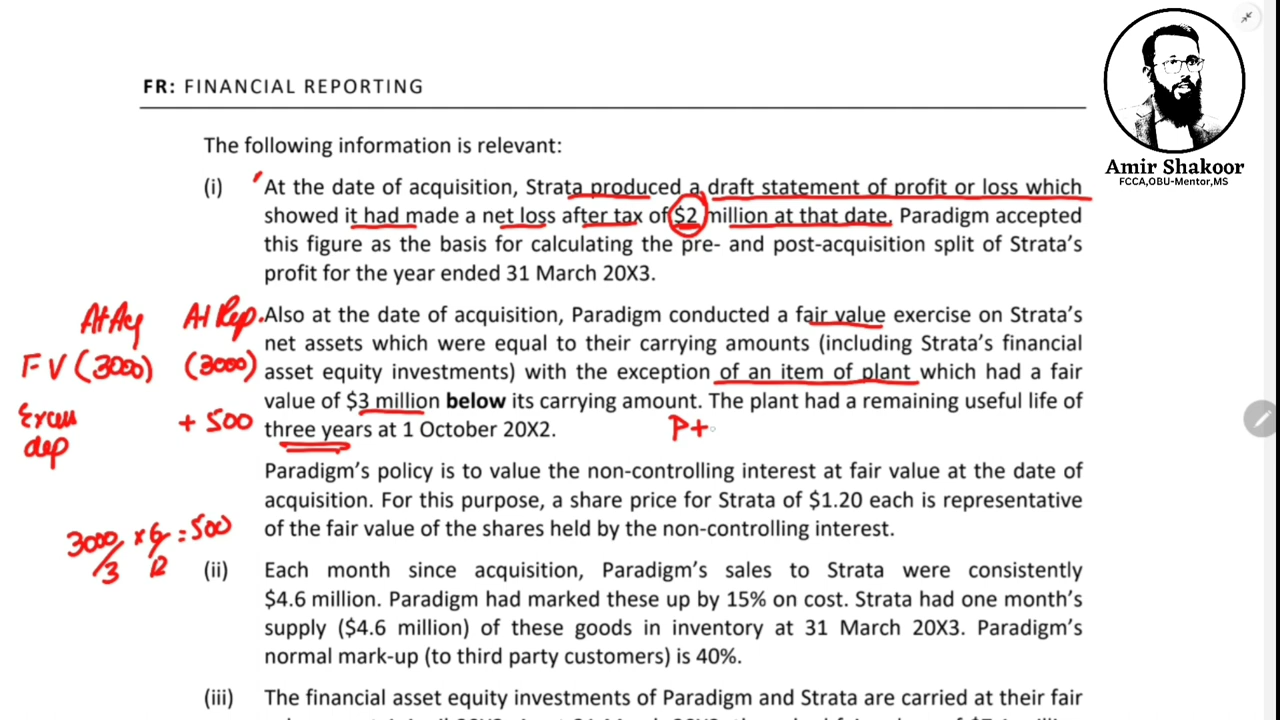 Amir Shakoor
FCCA,OBU-Mentor,MS
FR: FINANCIAL REPORTING
The following information is relevant:
(i) At the date of acquisition, Strata produced a draft statement of profit or loss which
showed it had made a net loss after tax of $2 million at that date. Paradigm accepted
this figure as the basis for calculating the pre- and post-acquisition split of Strata's
profit for the year ended 31 March 20X3.
At Aq At Rep.
Also at the date of acquisition, Paradigm conducted a fair value exercise on Strata's
net assets which were equal to their carrying amounts (including Strata's financial
FV (3000) (3000)
asset equity investments) with the exception of an item of plant which had a fair
value of $3 million below its carrying amount. The plant had a remaining useful life of
Excess dep + 500
three years at 1 October 20X2.
P+
Paradigm's policy is to value the non-controlling interest at fair value at the date of
acquisition. For this purpose, a share price for Strata of $1.20 each is representative
of the fair value of the shares held by the non-controlling interest.
3000/3 × 6/12 = 500
(ii) Each month since acquisition, Paradigm's sales to Strata were consistently
$4.6 million. Paradigm had marked these up by 15% on cost. Strata had one month's
supply ($4.6 million) of these goods in inventory at 31 March 20X3. Paradigm's
normal mark-up (to third party customers) is 40%.
(iii) The financial asset equity investments of Paradigm and Strata are carried at their fair